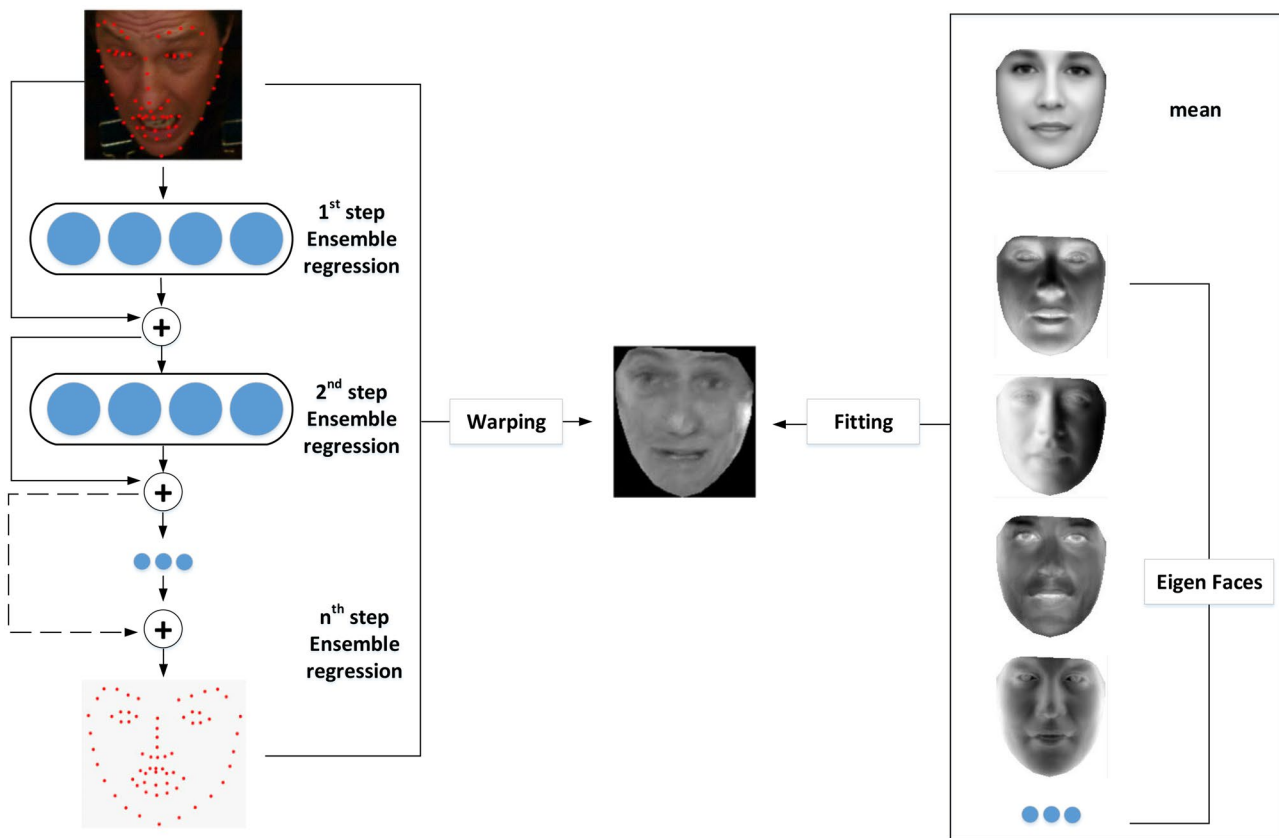 mean
1st step
Ensemble
regression
2nd step
Ensemble
regression
Warping
Fitting
Eigen Faces
nth step
Ensemble
regression